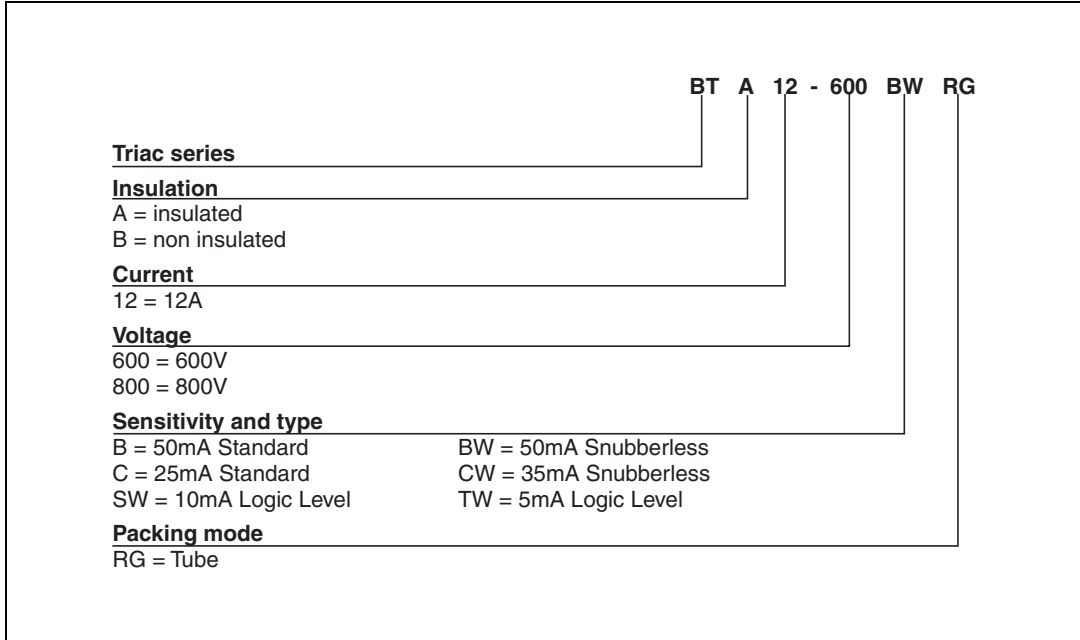 BT A 12 - 600 BW RG
Triac series
Insulation
A = insulated
B = non insulated
Current
12 = 12A
Voltage
600 = 600V
800 = 800V
Sensitivity and type
B = 50mA Standard BW = 50mA Snubberless
C = 25mA Standard CW = 35mA Snubberless
SW = 10mA Logic Level TW = 5mA Logic Level
Packing mode
RG = Tube